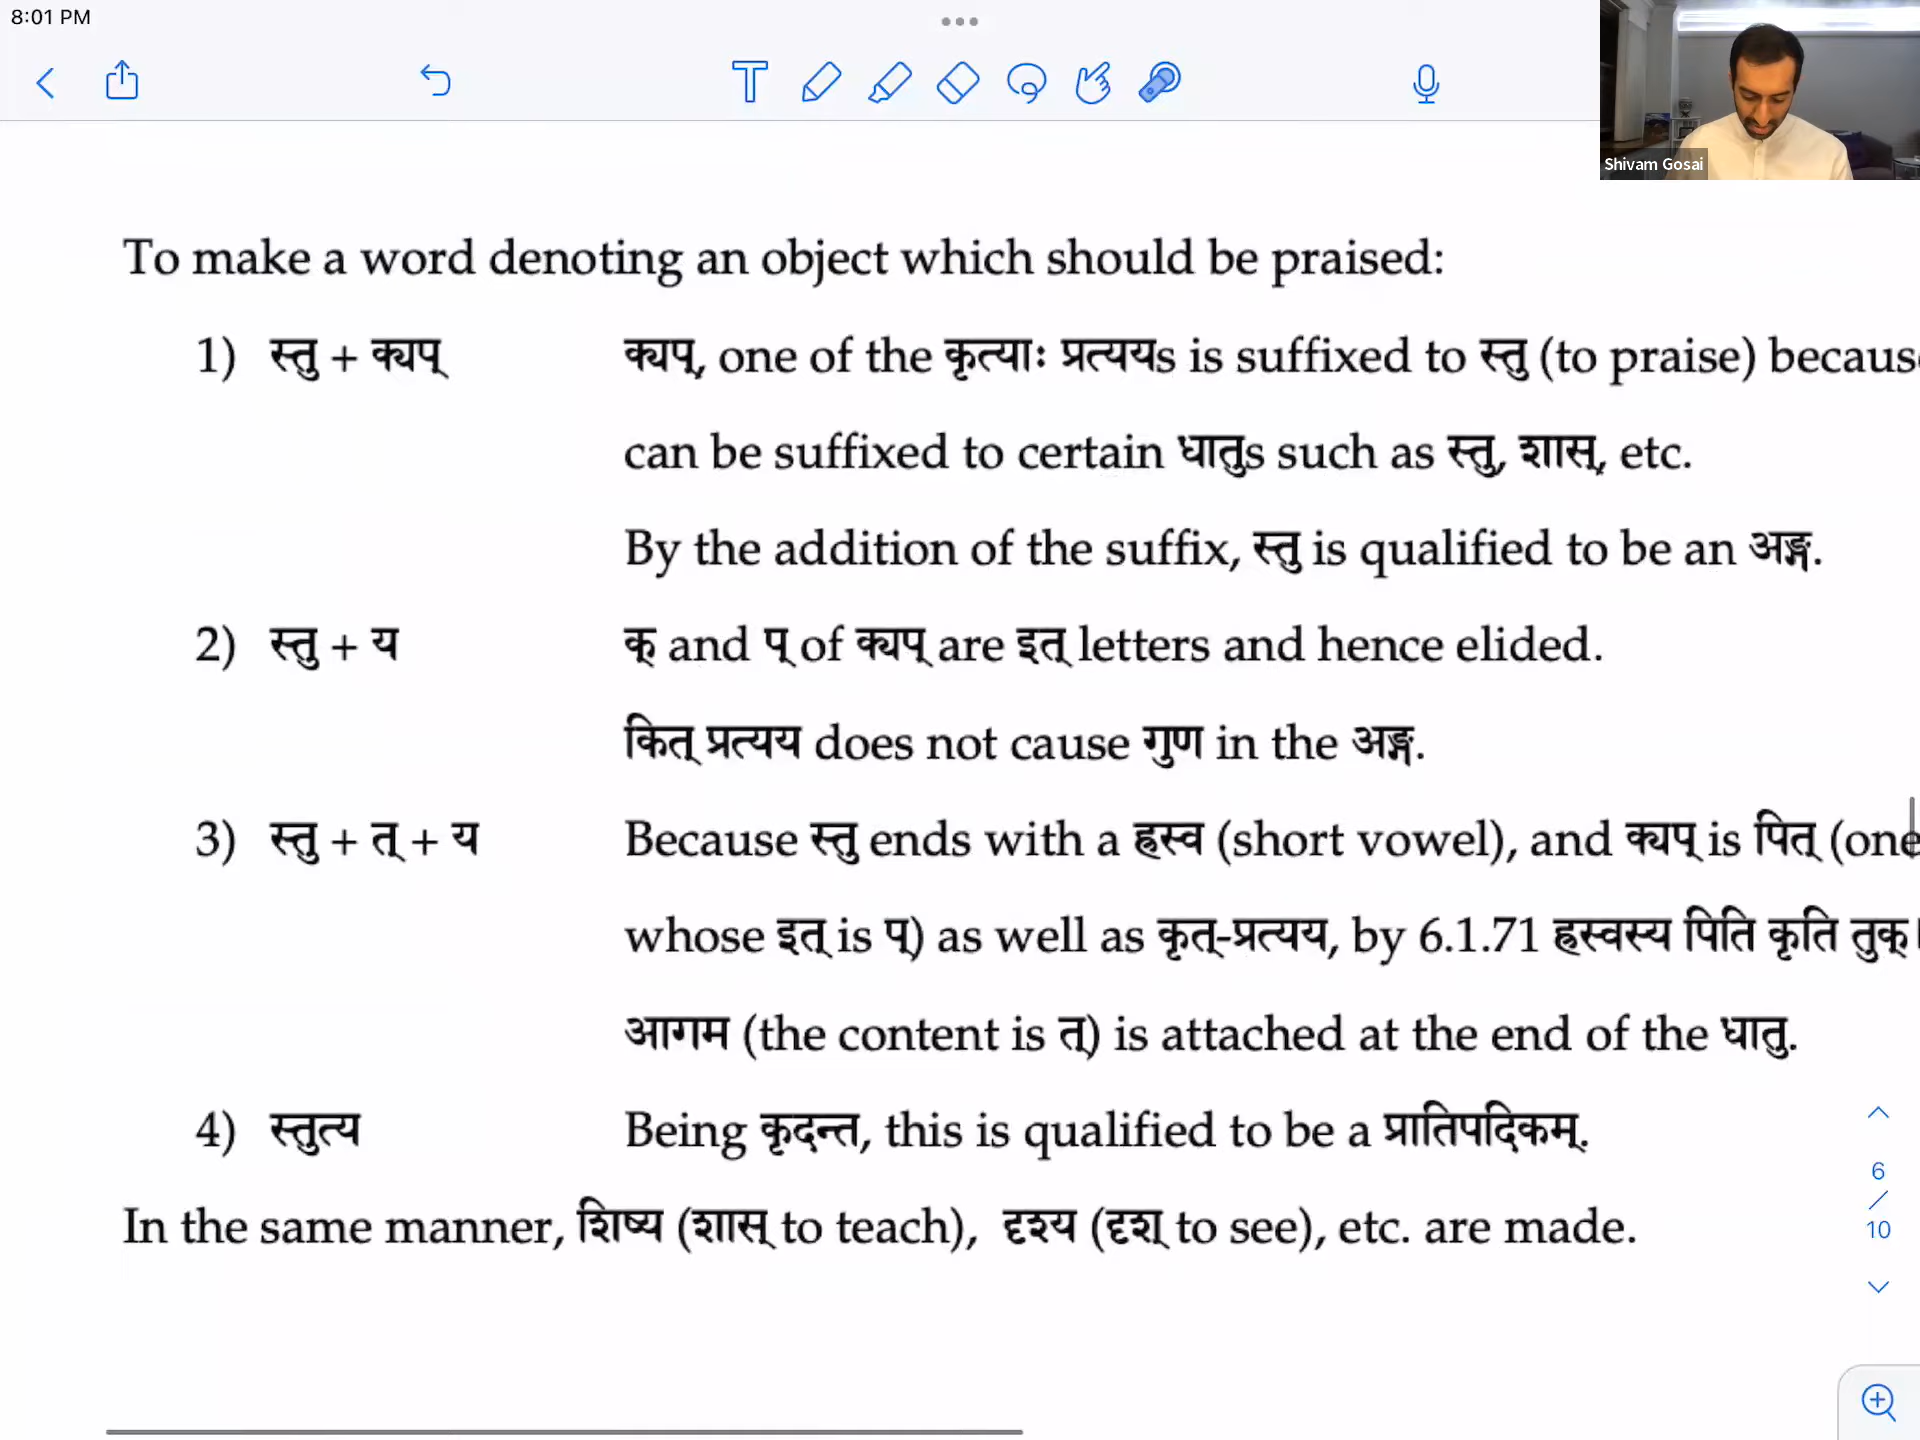 8:01 PM
Shivam Gosai
To make a word denoting an object which should be praised:
1) स्तु + क्यप् क्यप्, one of the कृत्याः प्रत्ययs is suffixed to स्तु (to praise)
can be suffixed to certain धातुs such as स्तु, शास्, etc.
By the addition of the suffix, स्तु is qualified to be an अङ्ग.
2) स्तु + य क् and प् of क्यप् are इत् letters and hence elided.
कित् प्रत्यय does not cause गुण in the अङ्ग.
3) स्तु + त् + य Because स्तु ends with a ह्रस्व (short vowel), and क्यप् is पित् (one
whose इत् is प्) as well as कृत्-प्रत्यय, by 6.1.71 ह्रस्वस्य पिति कृति तुक्।
आगम (the content is त्) is attached at the end of the धातु.
4) स्तुत्य Being कृदन्त, this is qualified to be a प्रातिपदिकम्.
In the same manner, शिष्य (शास् to teach), दृश्य (दृश् to see), etc. are made.
6
/
10